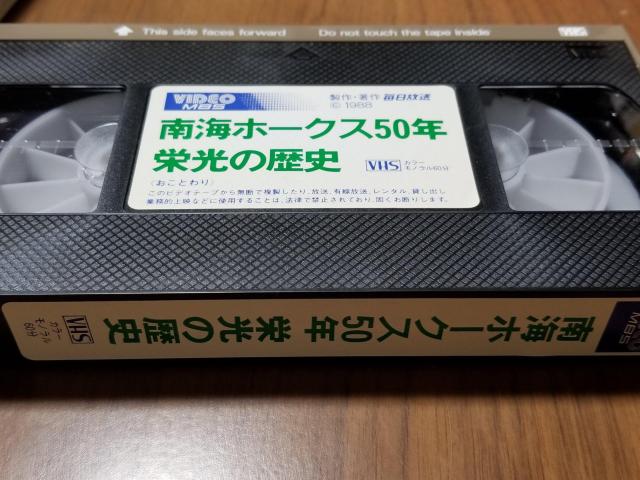 This side faces forward Do not touch the tape inside
VIDEO
MBS
製作・著作 毎日放送
© 1988
南海ホークス50年
栄光の歴史
VHS カラー
モノラル60分
〈おことわり〉
このビデオテープから無断で複製したり、放送、有線放送、レンタル、貸し出し
業務的上映などに使用することは、法律で禁止されており、固くお断りします。
南海ホークス50年 栄光の歴史
VHS
カラー
モノラル
60分
MBS